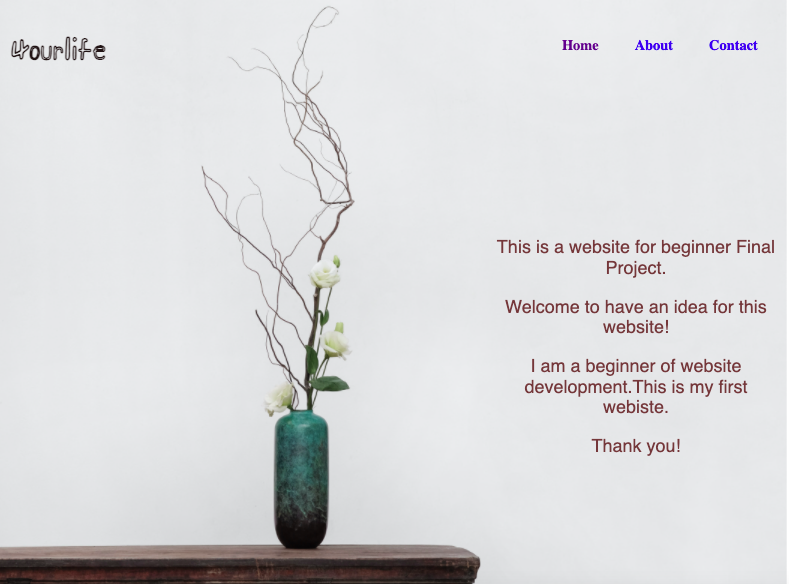 yourlife
Home About Contact
This is a website for beginner Final
Project.
Welcome to have an idea for this
website!
I am a beginner of website
development.This is my first
webiste.
Thank you!